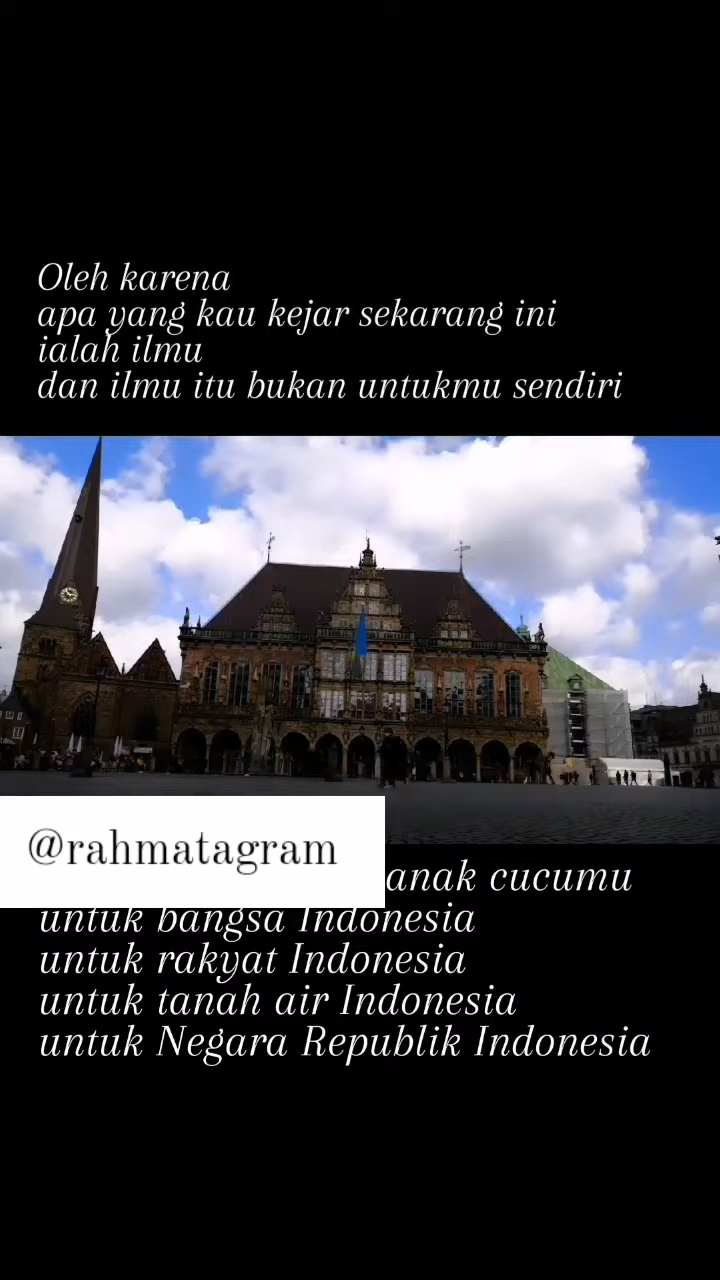 Oleh karena
apa yang kau kejar sekarang ini
ialah ilmu
dan ilmu itu bukan untukmu sendiri
@rahmatagram
anak cucumu
untuk bangsa Indonesia
untuk rakyat Indonesia
untuk tanah air Indonesia
untuk Negara Republik Indonesia